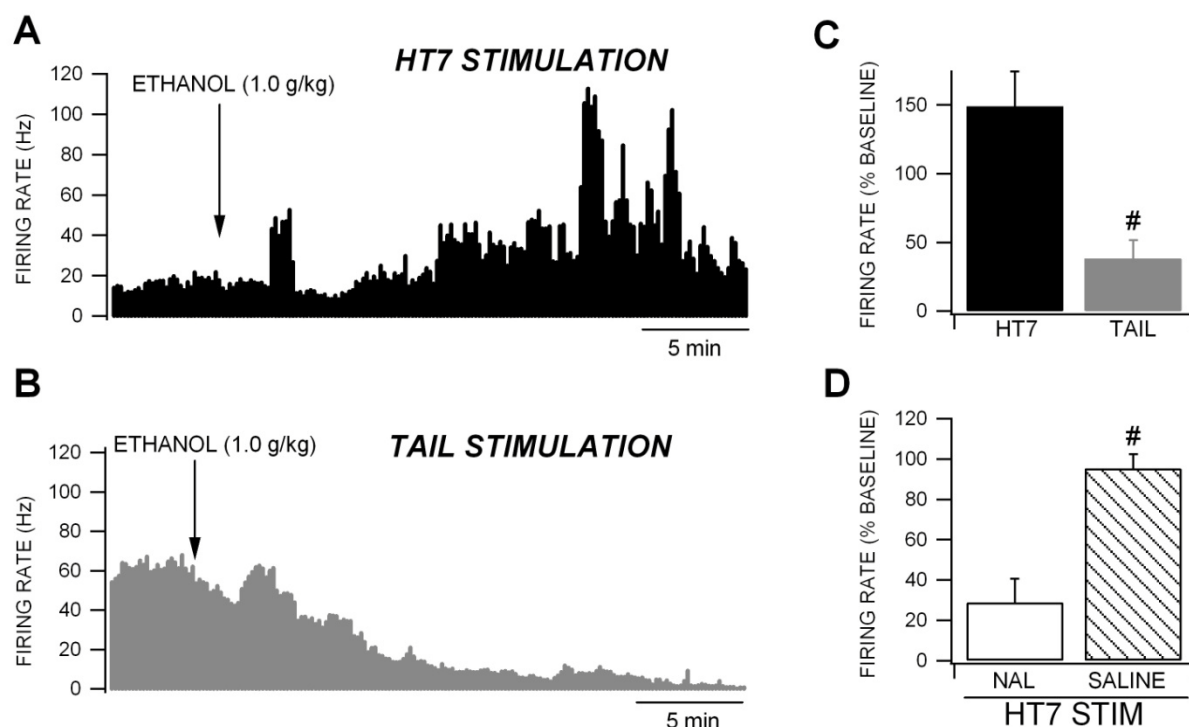 A
HT7 STIMULATION
ETHANOL (1.0 g/kg)
FIRING RATE (Hz)
120
100
80
60
40
20
0
5 min
B
TAIL STIMULATION
ETHANOL (1.0 g/kg)
FIRING RATE (Hz)
120
100
80
60
40
20
0
5 min
C
FIRING RATE (% BASELINE)
150
100
50
0
#
HT7 TAIL
D
FIRING RATE (% BASELINE)
120
100
80
60
40
20
0
#
NAL SALINE
HT7 STIM